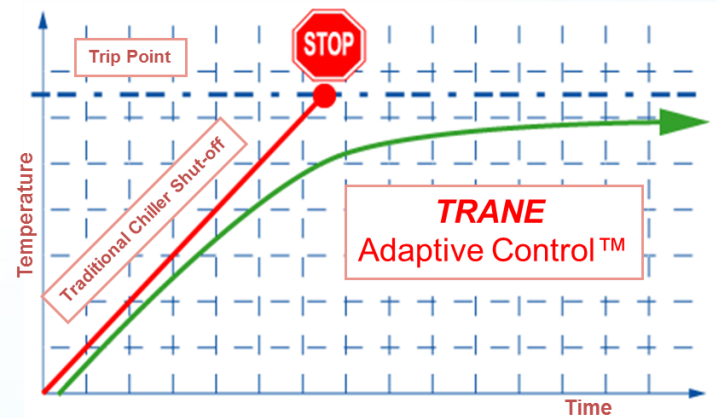 STOP
Trip Point
Traditional Chiller Shut-off
Temperature
TRANE
Adaptive Control™
Time